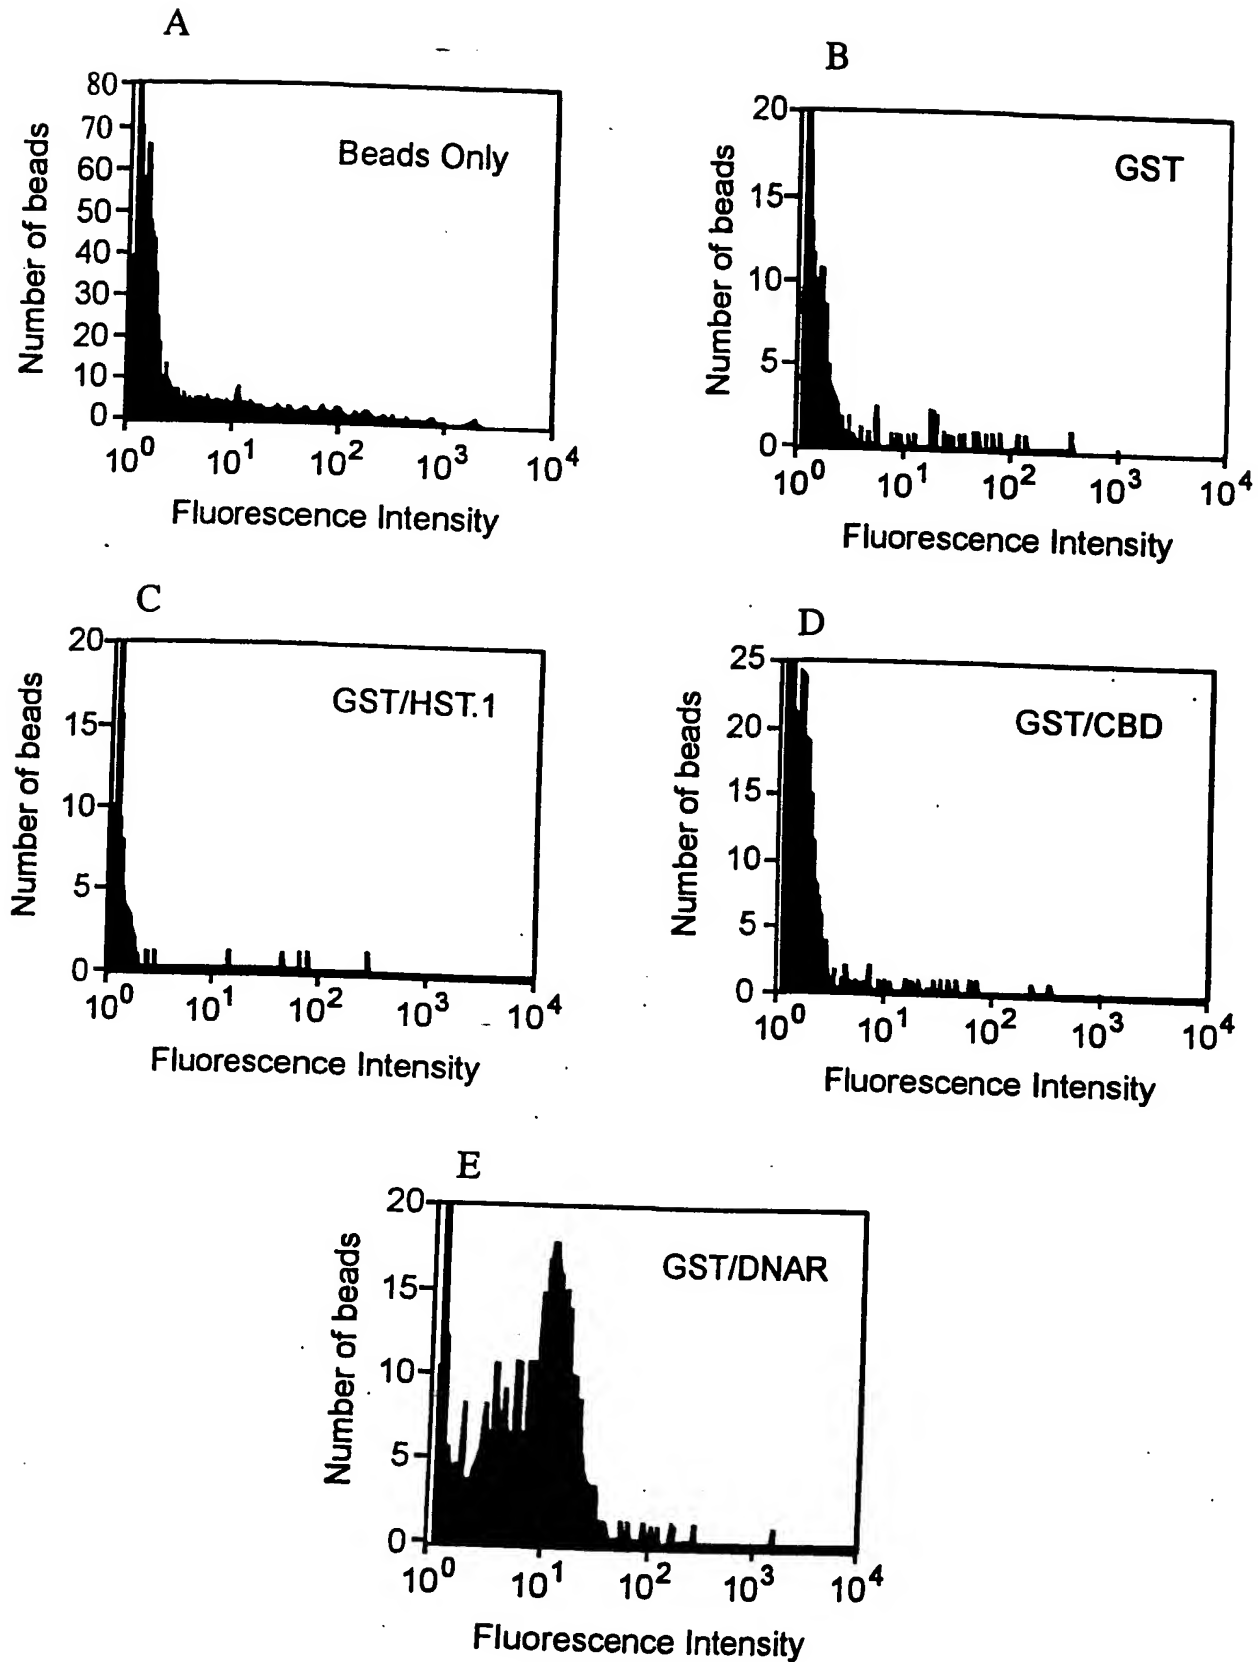 A
80
70
60
50
40
30
20
10
0
Number of beads
Beads Only
10^0 10^1 10^2 10^3 10^4
Fluorescence Intensity
B
20
15
10
5
0
Number of beads
GST
10^0 10^1 10^2 10^3 10^4
Fluorescence Intensity
C
20
15
10
5
0
Number of beads
GST/HST.1
10^0 10^1 10^2 10^3 10^4
Fluorescence Intensity
D
25
20
15
10
5
0
Number of beads
GST/CBD
10^0 10^1 10^2 10^3 10^4
Fluorescence Intensity
E
20
15
10
5
0
Number of beads
GST/DNAR
10^0 10^1 10^2 10^3 10^4
Fluorescence Intensity